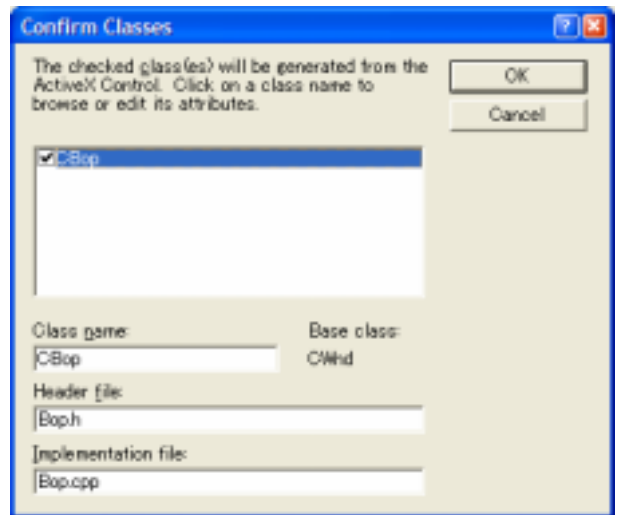 Confirm Classes
The checked class(es) will be generated from the
ActiveX Control. Click on a class name to
browse or edit its attributes.
OK
Cancel
CBop
Class name:
Base class:
CBop
CWnd
Header file:
Bop.h
Implementation file:
Bop.cpp